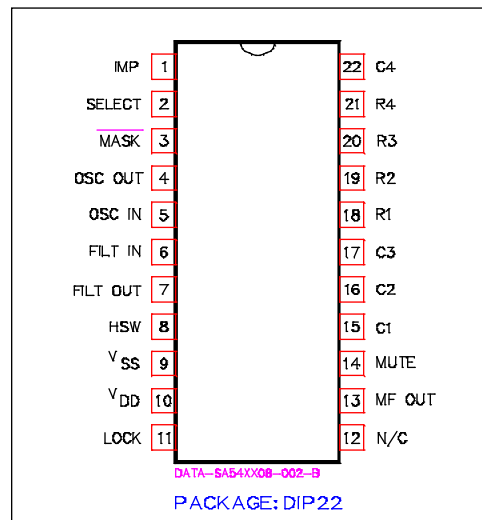 IMP 1 22 C4
SELECT 2 21 R4
MASK 3 20 R3
OSC OUT 4 19 R2
OSC IN 5 18 R1
FILT IN 6 17 C3
FILT OUT 7 16 C2
HSW 8 15 C1
VSS 9 14 MUTE
VDD 10 13 MF OUT
LOCK 11 12 N/C
DATA-SA54XX08-002-B
PACKAGE: DIP22